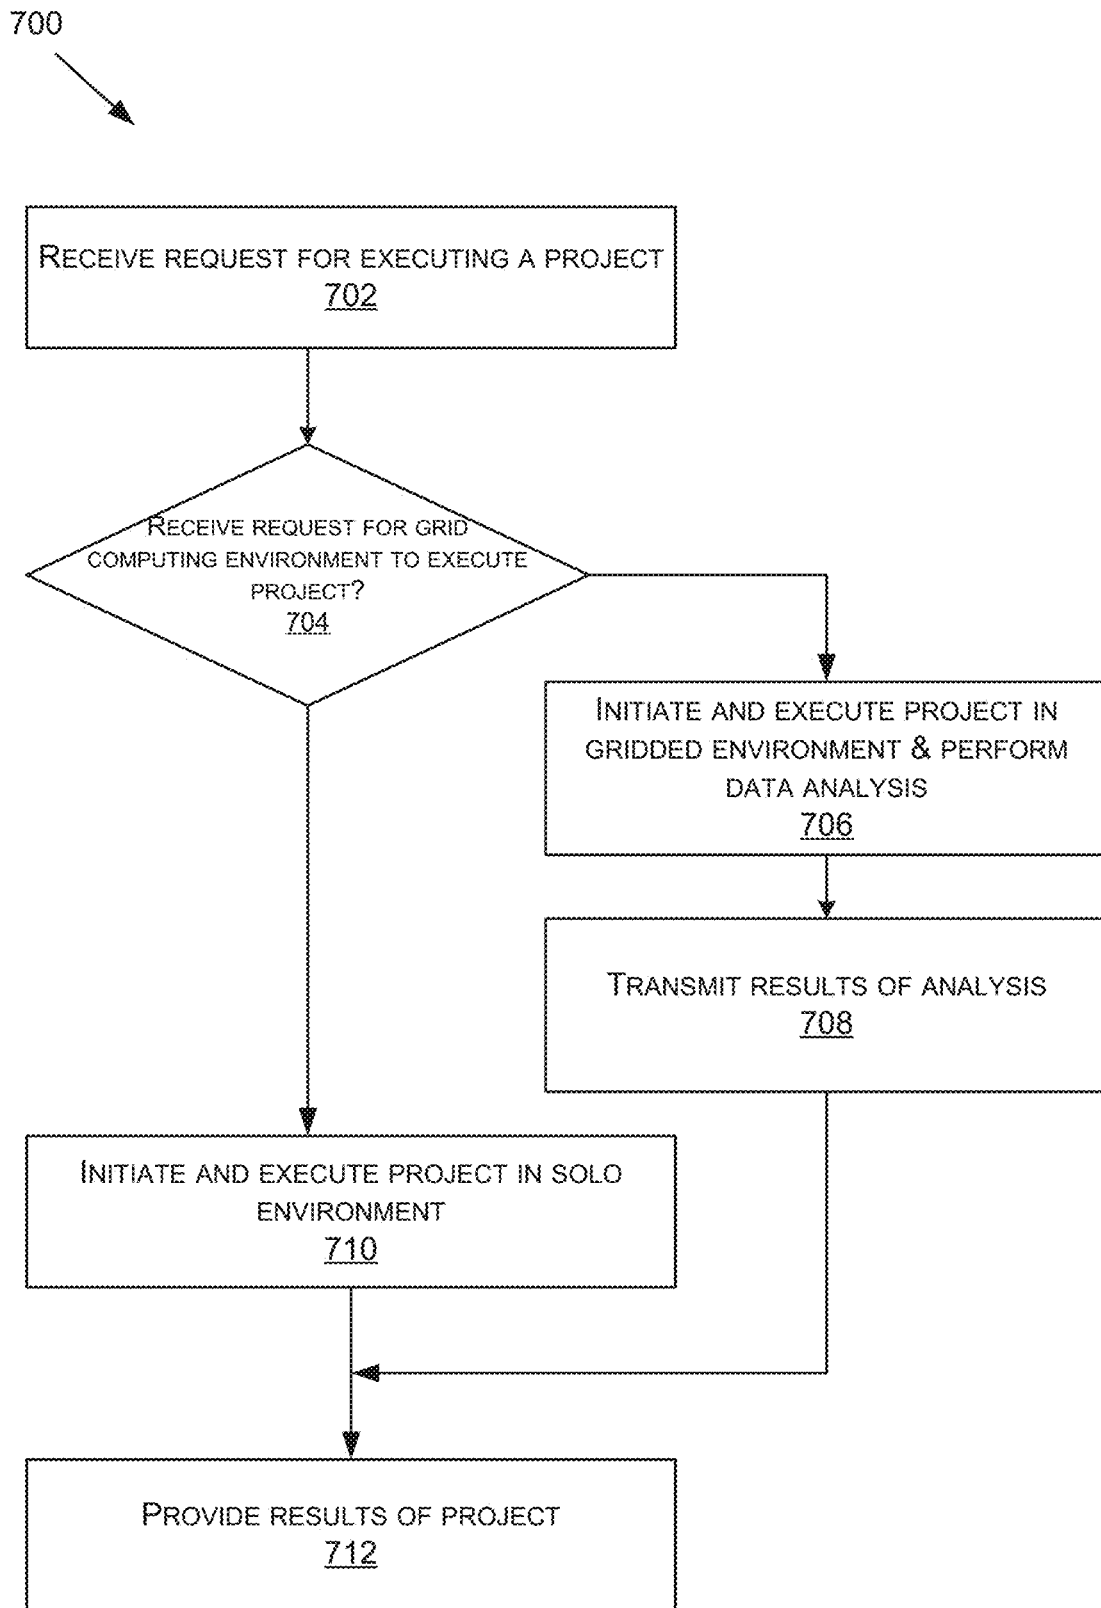 700
RECEIVE REQUEST FOR EXECUTING A PROJECT
702
RECEIVE REQUEST FOR GRID
COMPUTING ENVIRONMENT TO EXECUTE
PROJECT?
704
INITIATE AND EXECUTE PROJECT IN
GRIDDED ENVIRONMENT & PERFORM
DATA ANALYSIS
706
TRANSMIT RESULTS OF ANALYSIS
708
INITIATE AND EXECUTE PROJECT IN SOLO
ENVIRONMENT
710
PROVIDE RESULTS OF PROJECT
712